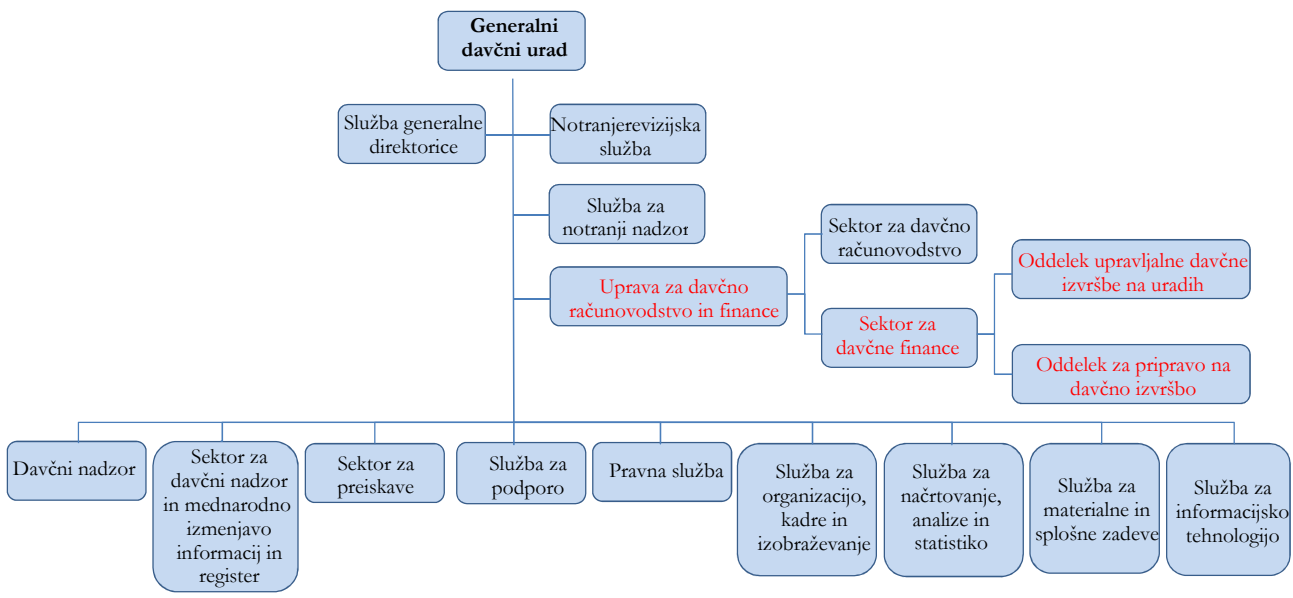 Generalni
davčni urad
Služba generalne
direktorice
Notranjerevizijska
služba
Služba za
notranji nadzor
Uprava za davčno
računovodstvo in finance
Sektor za davčno
računovodstvo
Sektor za
davčne finance
Oddelek upravljalne davčne
izvršbe na uradih
Oddelek za pripravo na
davčno izvršbo
Davčni nadzor
Sektor za
davčni nadzor
in mednarodno
izmenjavo
informacij in
register
Sektor za
preiskave
Služba za
podporo
Pravna služba
Služba za
organizacijo,
kadre in
izobraževanje
Služba za
načrtovanje,
analize in
statistiko
Služba za
materialne in
splošne zadeve
Služba za
informacijsko
tehnologijo